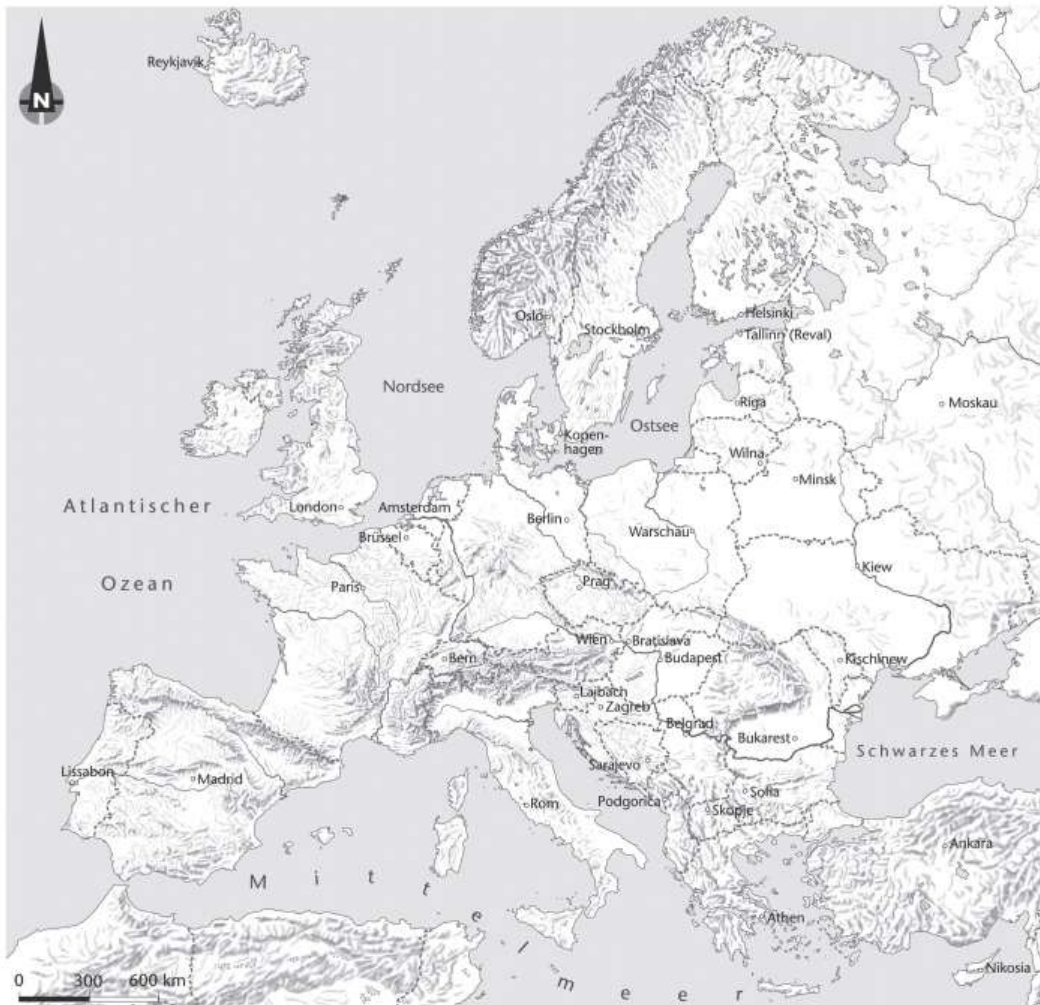 Reykjavik
N
Oslo
Stockholm
Helsinki
Tallinn (Reval)
Nordsee
Riga
Moskau
Ostsee
Kopen-
hagen
Wilna
Minsk
Atlantischer
London
Amsterdam
Berlin
Warschau
Brüssel
Kiew
Ozean
Paris
Prag
Wien
Bratislava
Bern
Budapest
Kischinew
Laibach
Zagreb
Belgrad
Bukarest
Schwarzes Meer
Sarajevo
Lissabon
Madrid
Sofia
Rom
Podgorica
Skopje
Ankara
Mittelmeer
Athen
Nikosia
0 300 600 km